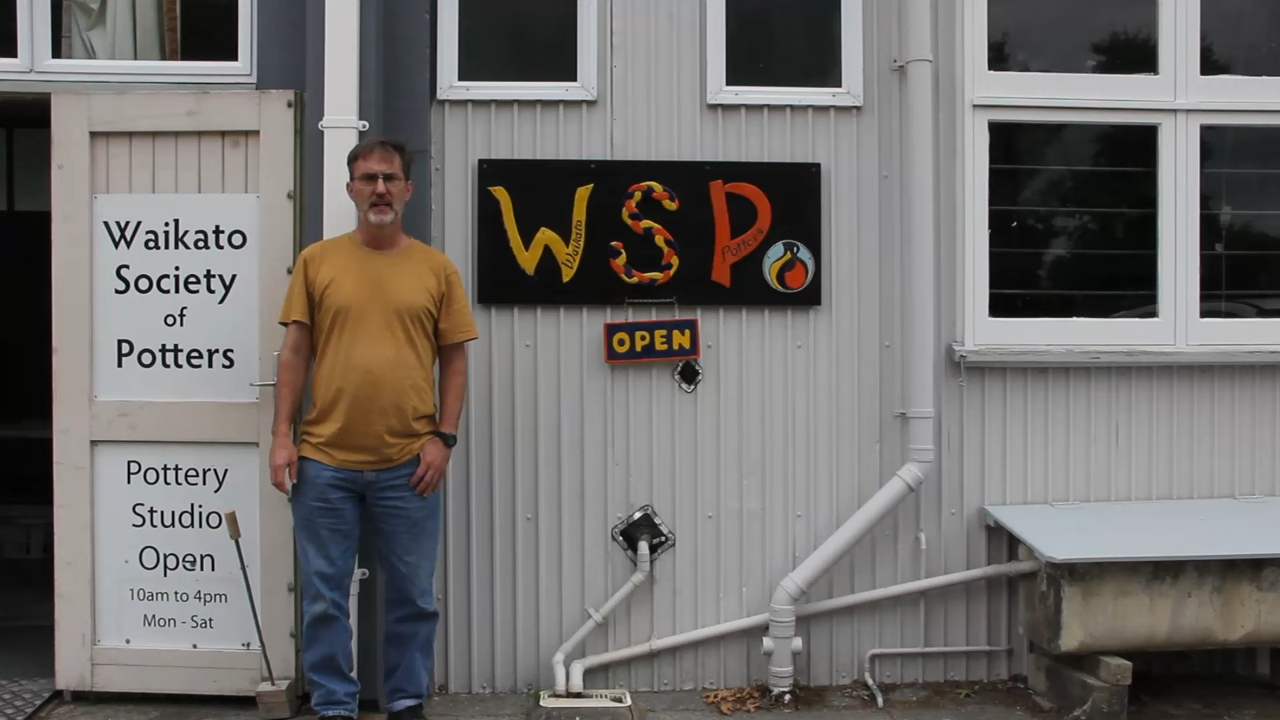 Waikato
Society
of
Potters
Pottery
Studio
Open
10am to 4pm
Mon - Sat
WSP
Waikato
Potters
OPEN